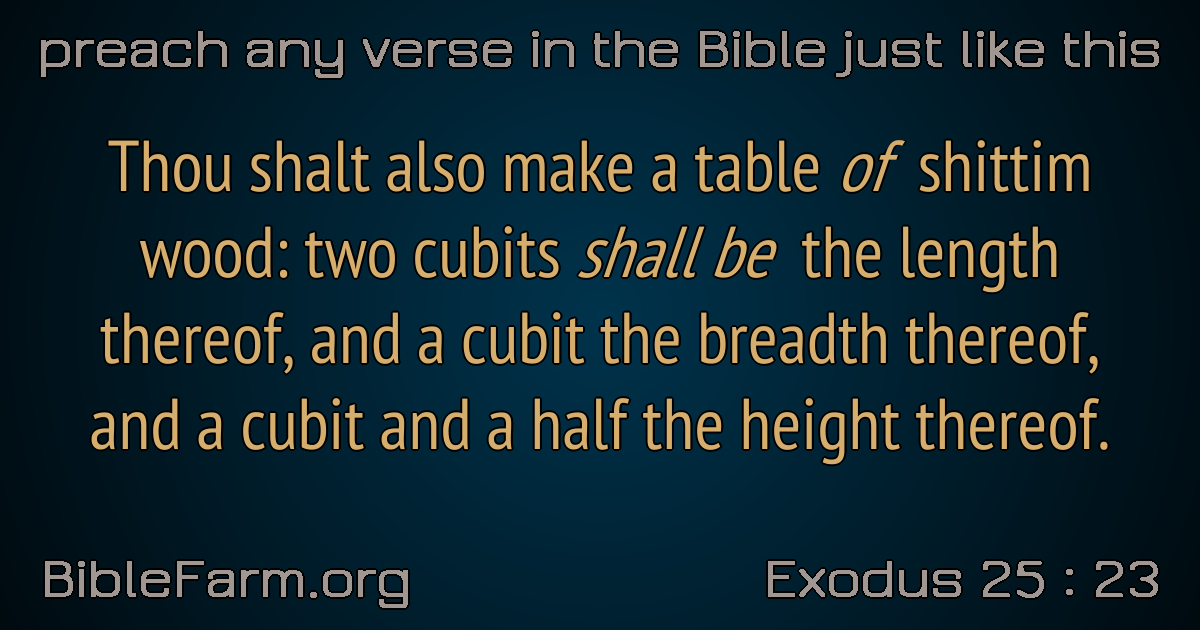 preach any verse in the Bible just like this
Thou shalt also make a table of shittim
wood: two cubits shall be the length
thereof, and a cubit the breadth thereof,
and a cubit and a half the height thereof.
BibleFarm.org
Exodus 25 : 23